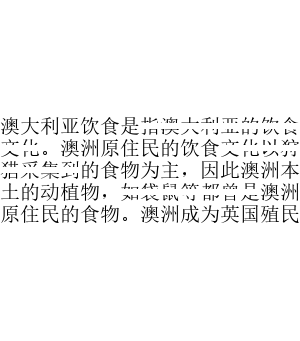 澳大利亚饮食是指澳大利亚的饮食
文化。澳洲原住民的饮食文化以狩
猎采集到的食物为主，因此澳洲本
土的动植物，如袋鼠等都曾是澳洲
原住民的食物。澳洲成为英国殖民